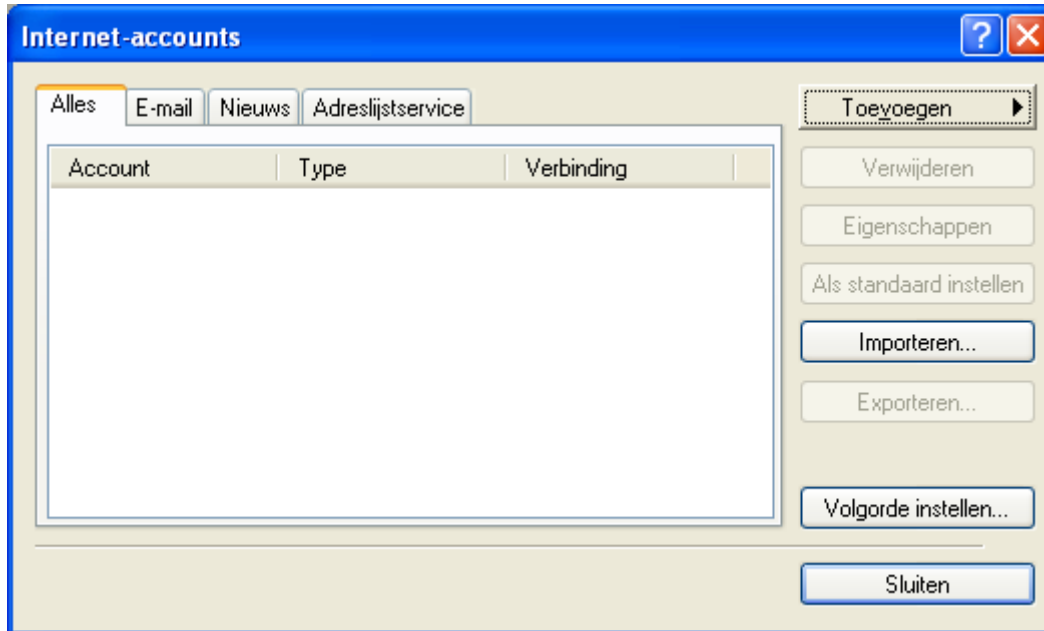 Internet-accounts
Alles E-mail Nieuws Adreslijstservice
Account Type Verbinding
Toevoegen
Verwijderen
Eigenschappen
Als standaard instellen
Importeren...
Exporteren...
Volgorde instellen...
Sluiten